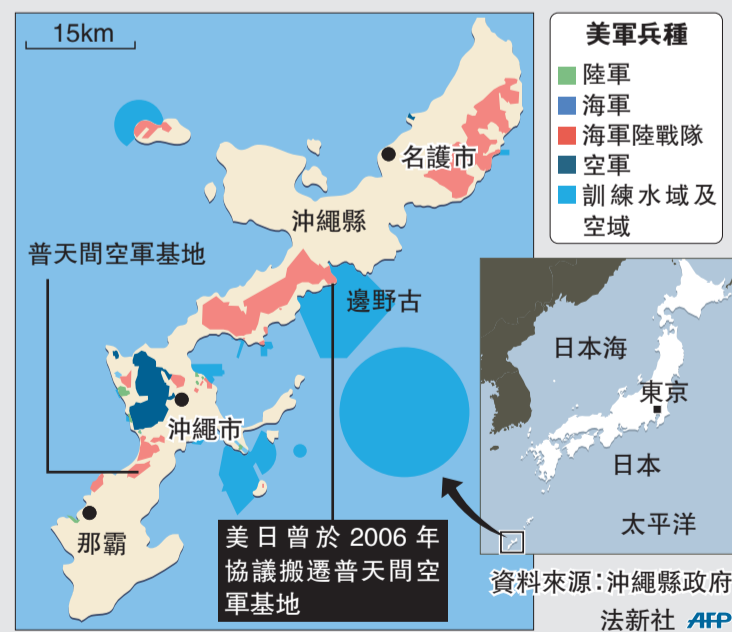 15km
美軍兵種
陸軍
海軍
海軍陸戰隊
空軍
訓練水域及
空域
名護市
沖繩縣
普天間空軍基地
邊野古
沖繩市
那霸
美日曾於 2006 年
協議搬遷普天間空
軍基地
日本海
東京
日本
太平洋
資料來源：沖繩縣政府
法新社 AFP